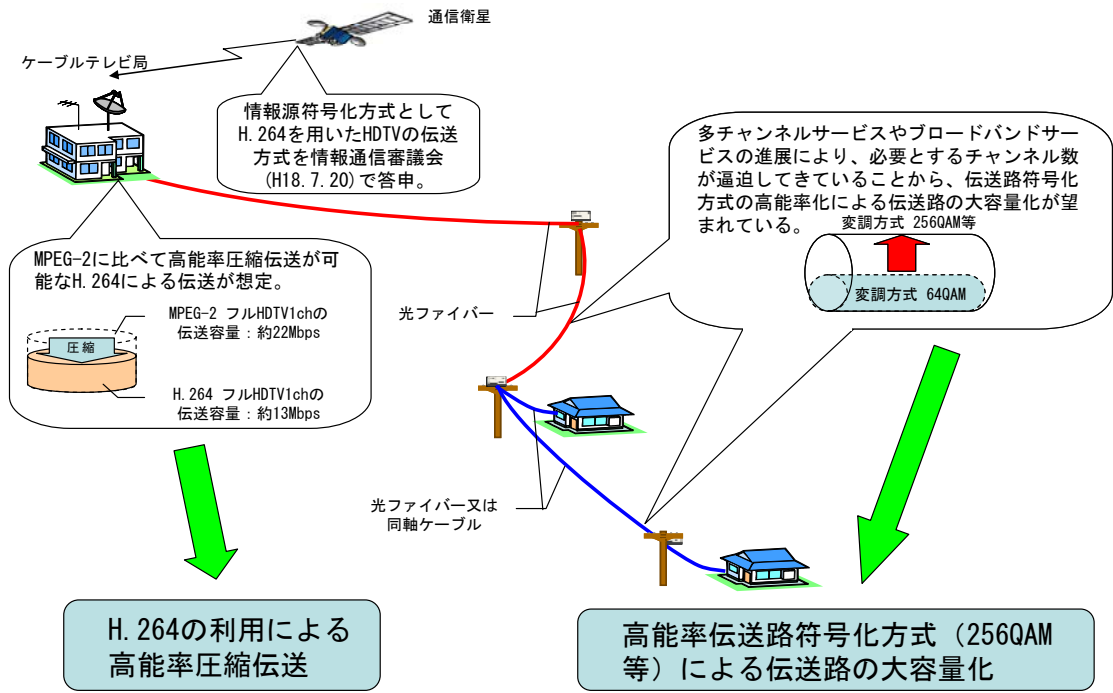 通信衛星
ケーブルテレビ局
情報源符号化方式として
H.264を用いたHDTVの伝送
方式を情報通信審議会
(H18.7.20)で答申。
多チャンネルサービスやブロードバンドサー
ビスの進展により、必要とするチャンネル数
が逼迫してきていることから、伝送路符号化
方式の高能率化による伝送路の大容量化が望
まれている。
変調方式 256QAM等
変調方式 64QAM
MPEG-2に比べて高能率圧縮伝送が可
能なH.264による伝送が想定。
MPEG-2 フルHDTV1chの
伝送容量：約22Mbps
圧縮
H.264 フルHDTV1chの
伝送容量：約13Mbps
光ファイバー
光ファイバー又は
同軸ケーブル
H.264の利用による
高能率圧縮伝送
高能率伝送路符号化方式（256QAM
等）による伝送路の大容量化